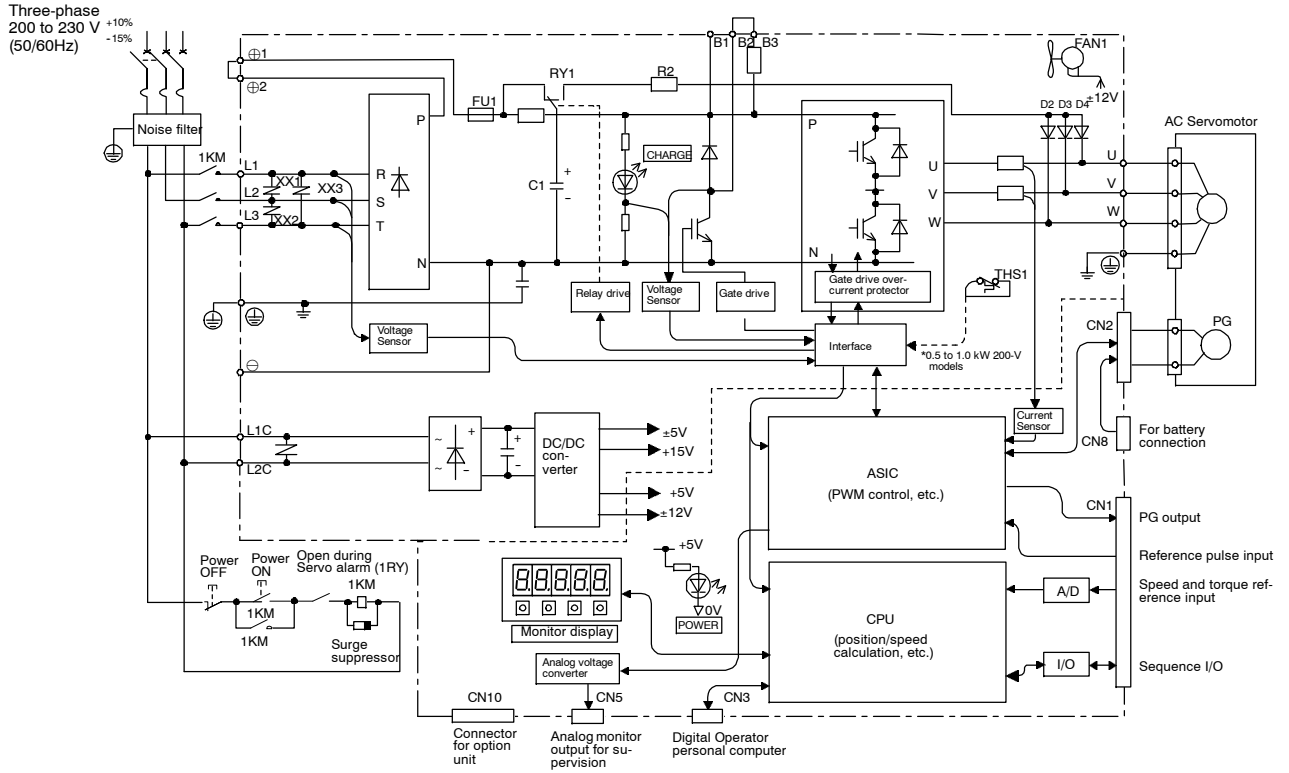 Three-phase
200 to 230 V +10% -15%
(50/60Hz)
⊕1
⊕2
B1 B2 B3
FAN1
±12V
RY1
R2
FU1
D2 D3 D4
AC Servomotor
Noise filter
P
P
CHARGE
1KM
L1
XX1
XX3
R
L2
S
L3
XX2
T
C1
+
−
U
V
W
U
V
W
N
N
Gate drive over-
current protector
THS1
Relay drive
Voltage
Sensor
Gate drive
Voltage
Sensor
Interface
*0.5 to 1.0 kW 200-V
models
CN2
PG
⊖
Current
Sensor
CN8
For battery
connection
L1C
L2C
~
~
+
−
+
−
DC/DC
con-
verter
±5V
+15V
+5V
±12V
ASIC
(PWM control, etc.)
CN1
PG output
Reference pulse input
Speed and torque ref-
erence input
A/D
Power
OFF
Power
ON
Open during
Servo alarm (1RY)
1KM
1KM
1KM
Surge
suppressor
+5V
0V
POWER
8.8.8.8.8.
Monitor display
CPU
(position/speed
calculation, etc.)
I/O
Sequence I/O
Analog voltage
converter
CN10
CN5
CN3
Connector
for option
unit
Analog monitor
output for su-
pervision
Digital Operator
personal computer